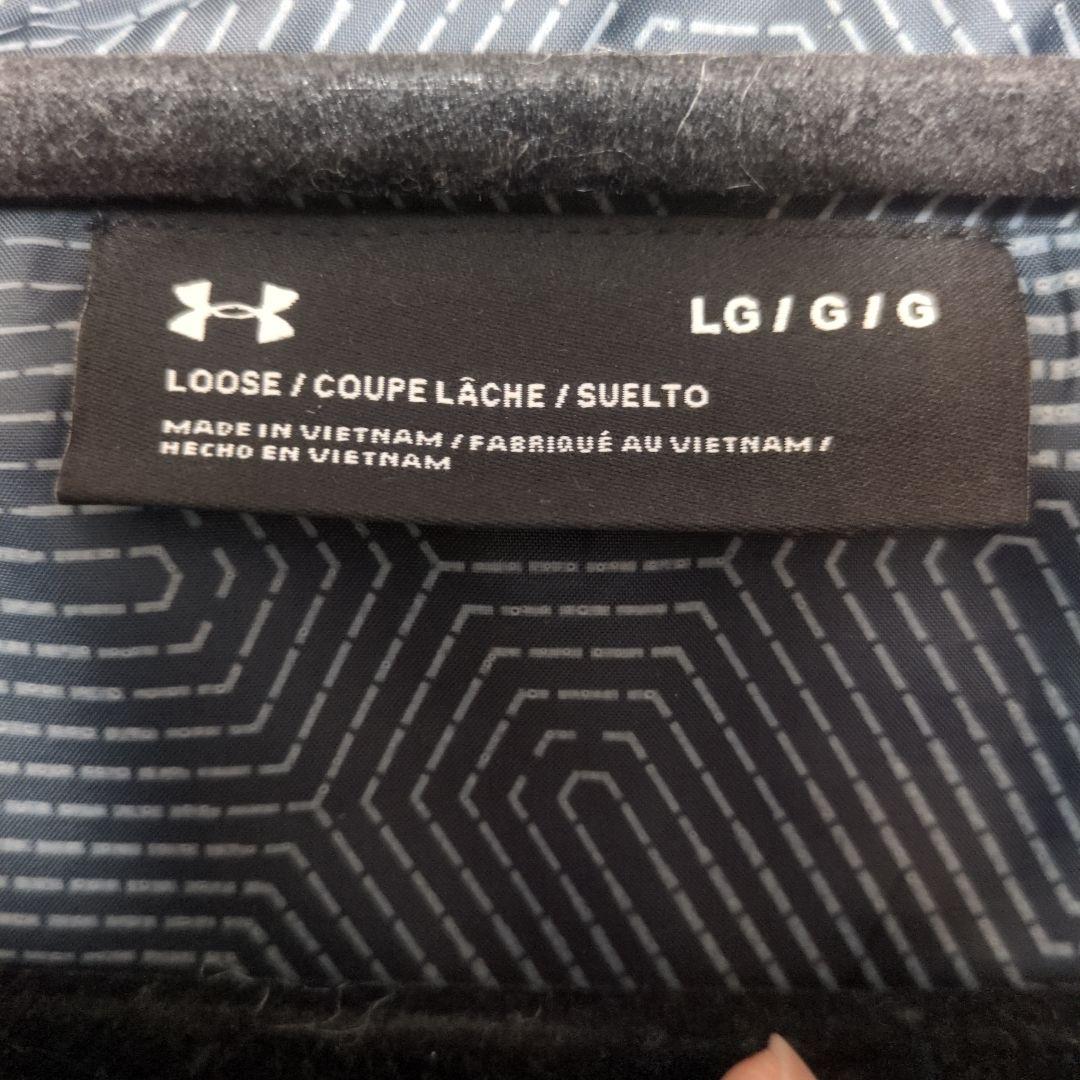 LG / G / G
LOOSE / COUPE LÂCHE / SUELTO
MADE IN VIETNAM / FABRIQUÉ AU VIETNAM /
HECHO EN VIETNAM